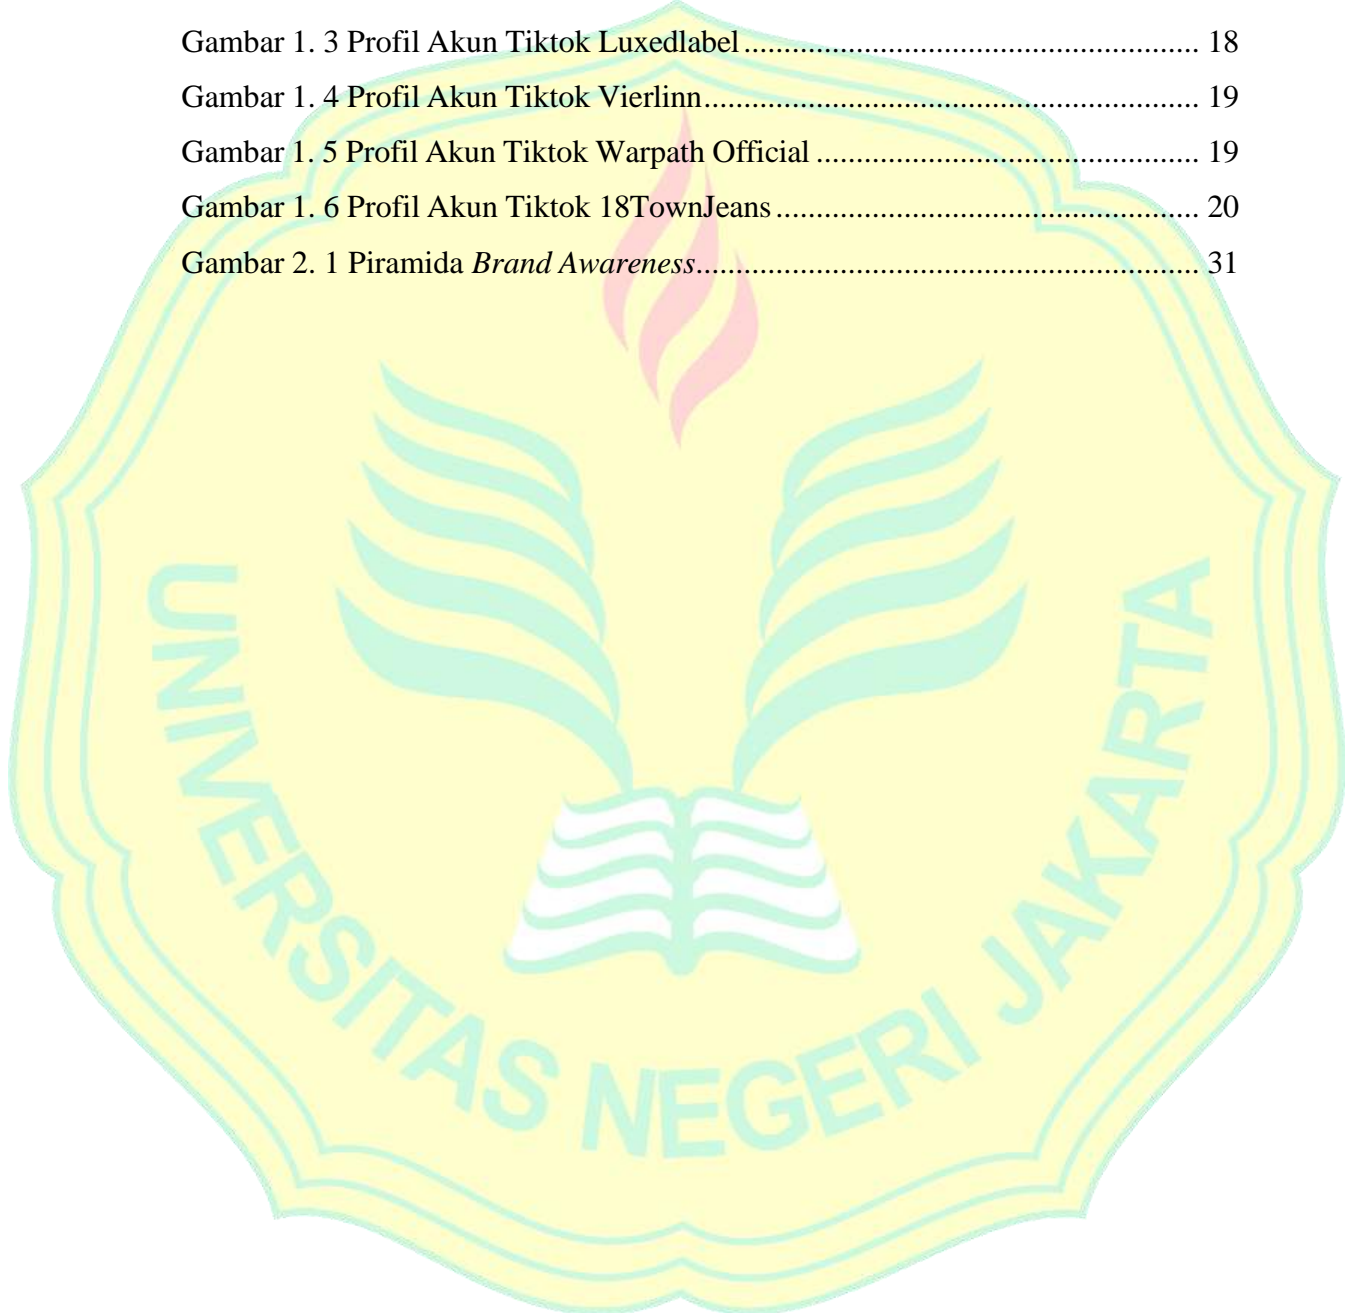 Gambar 1. 3 Profil Akun Tiktok Luxedlabel ........................................................ 18
Gambar 1. 4 Profil Akun Tiktok Vierlinn............................................................. 19
Gambar 1. 5 Profil Akun Tiktok Warpath Official ............................................... 19
Gambar 1. 6 Profil Akun Tiktok 18TownJeans .................................................... 20
Gambar 2. 1 Piramida Brand Awareness.............................................................. 31
UNIVERSITAS NEGERI JAKARTA